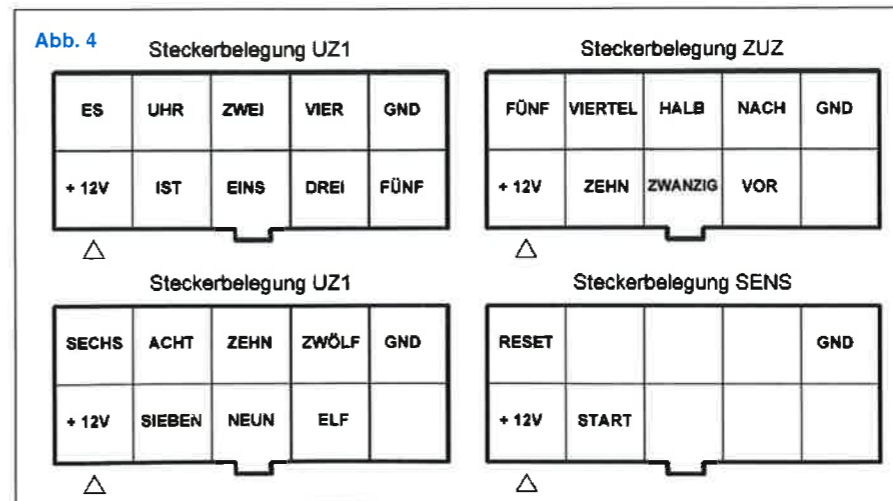 Abb. 4
Steckerbelegung UZ1
ES UHR ZWEI VIER GND
+ 12V IST EINS DREI FÜNF
Steckerbelegung ZUZ
FÜNF VIERTEL HALB NACH GND
+ 12V ZEHN ZWANZIG VOR
Steckerbelegung UZ1
SECHS ACHT ZEHN ZWÖLF GND
+ 12V SIEBEN NEUN ELF
Steckerbelegung SENS
RESET GND
+ 12V START